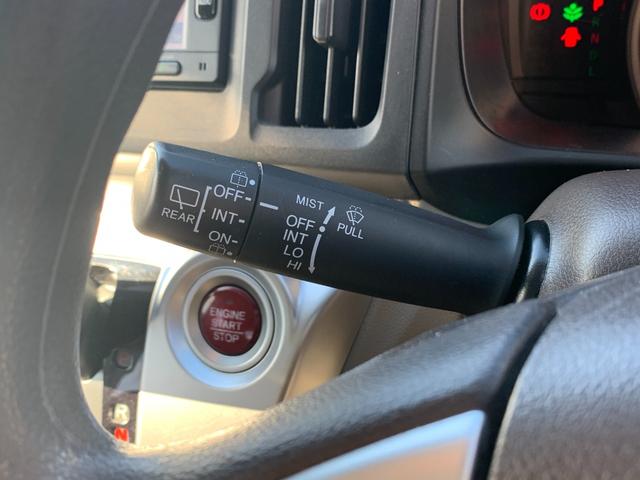 P
R
N
D
L
MIST
OFF
INT
LO
HI
PULL
OFF
INT
ON
REAR
ENGINE
START
STOP
R
N